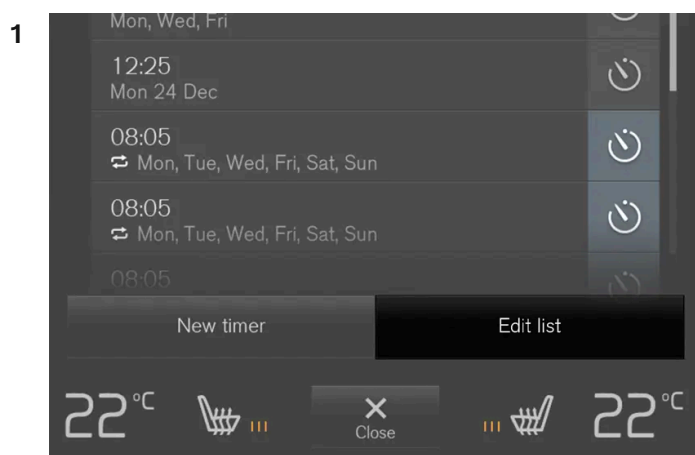 1
Mon, Wed, Fri
12:25
Mon 24 Dec
08:05
Mon, Tue, Wed, Fri, Sat, Sun
08:05
Mon, Tue, Wed, Fri, Sat, Sun
08:05
New timer
Edit list
22°C
22°C
Close